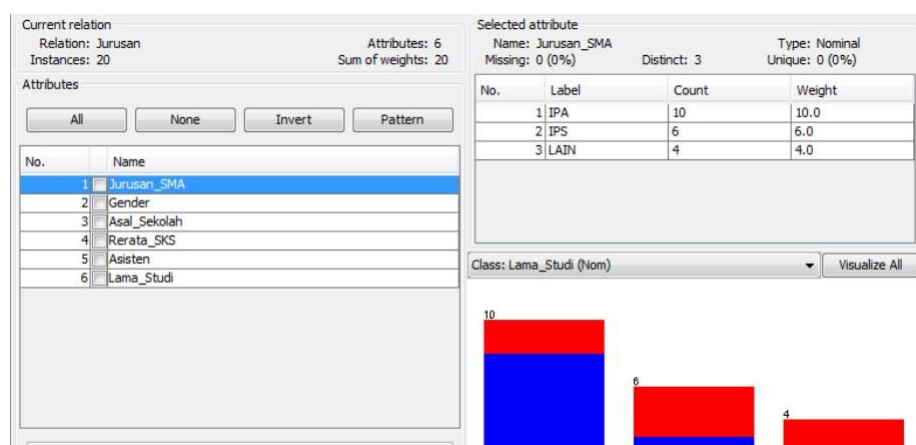 Current relation
Relation: Jurusan Attributes: 6
Instances: 20 Sum of weights: 20
Attributes
All None Invert Pattern
No. Name
1 Jurusan_SMA
2 Gender
3 Asal_Sekolah
4 Rerata_SKS
5 Asisten
6 Lama_Studi
Selected attribute
Name: Jurusan_SMA Type: Nominal
Missing: 0 (0%) Distinct: 3 Unique: 0 (0%)
No. Label Count Weight
1 IPA 10 10.0
2 IPS 6 6.0
3 LAIN 4 4.0
Class: Lama_Studi (Nom) Visualize All
10
6
4